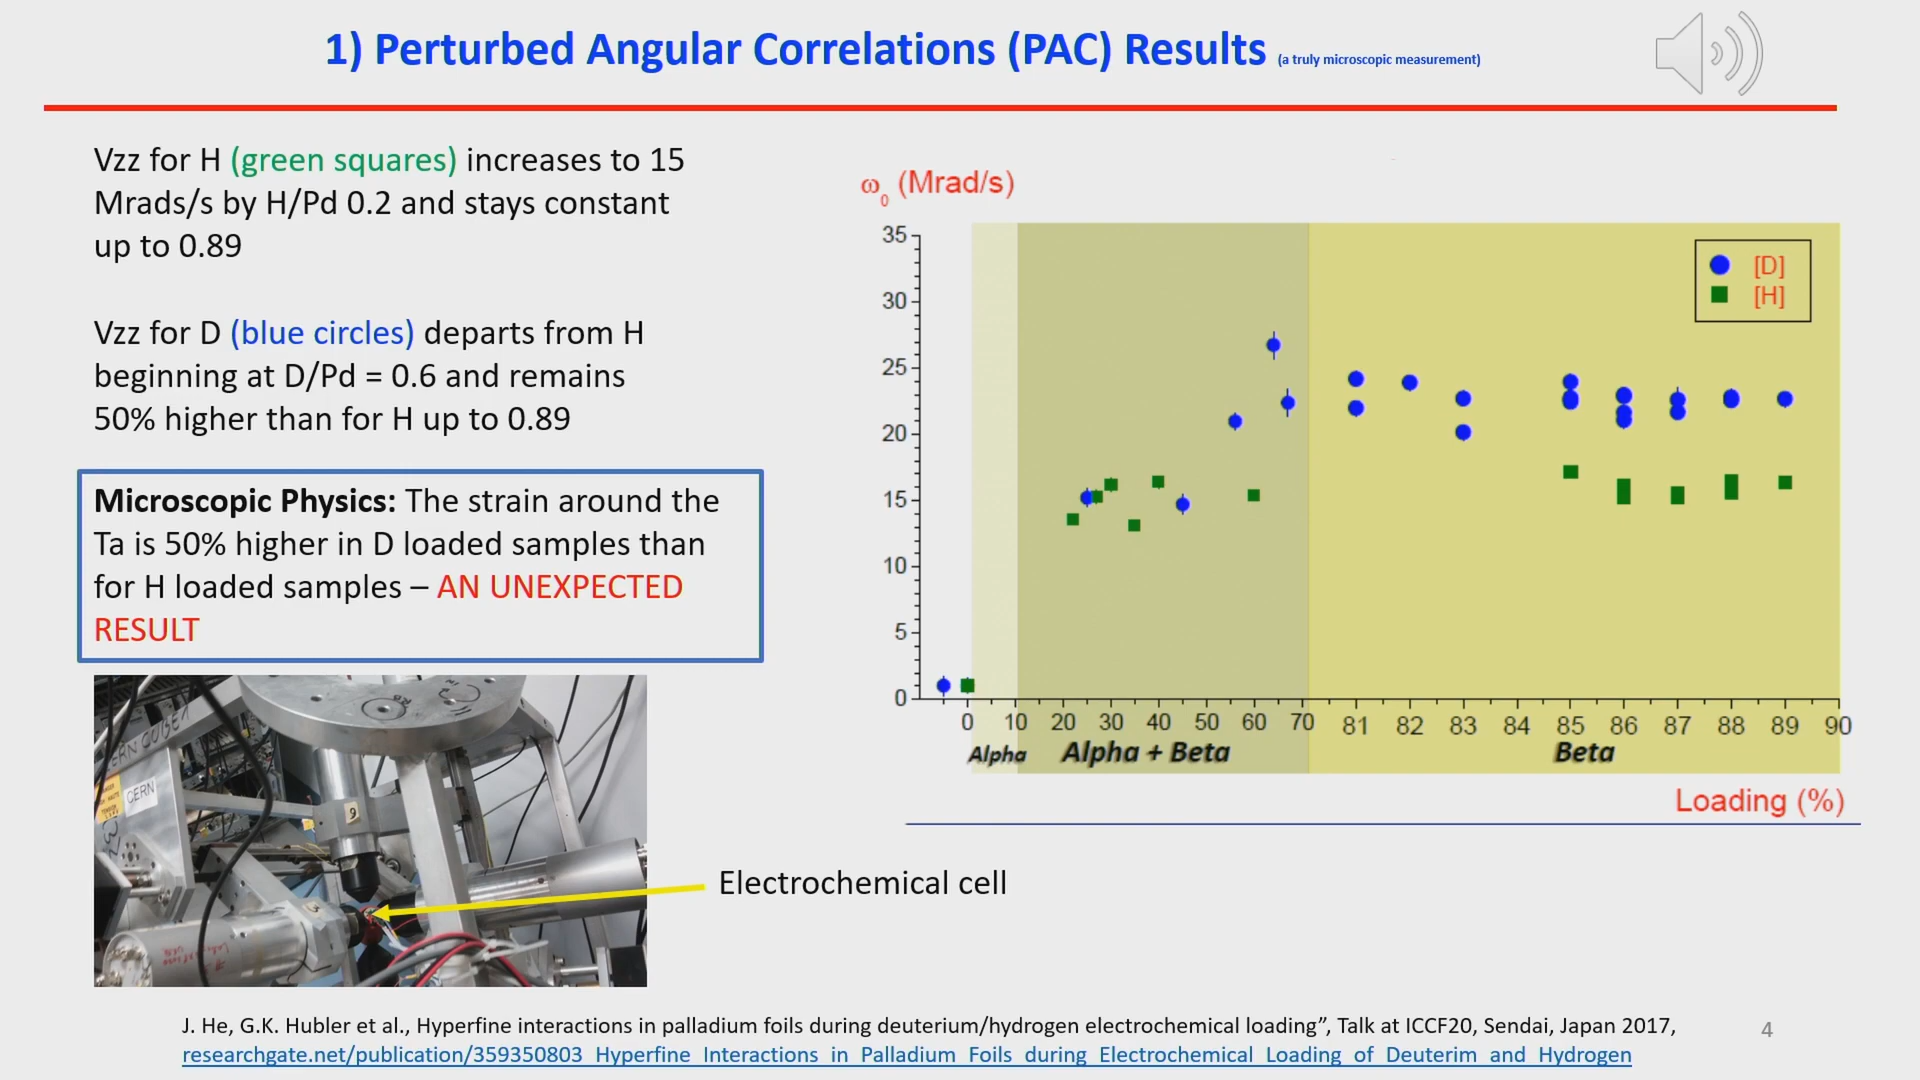 1) Perturbed Angular Correlations (PAC) Results (a truly microscopic measurement)
Vzz for H (green squares) increases to 15
Mrads/s by H/Pd 0.2 and stays constant
up to 0.89
Vzz for D (blue circles) departs from H
beginning at D/Pd = 0.6 and remains
50% higher than for H up to 0.89
Microscopic Physics: The strain around the
Ta is 50% higher in D loaded samples than
for H loaded samples – AN UNEXPECTED
RESULT
ω₀ (Mrad/s)
35
30
25
20
15
10
5
0
[D]
[H]
0 10 20 30 40 50 60 70 81 82 83 84 85 86 87 88 89 90
Alpha Alpha + Beta Beta
Loading (%)
CERN
9
Electrochemical cell
J. He, G.K. Hubler et al., Hyperfine interactions in palladium foils during deuterium/hydrogen electrochemical loading”, Talk at ICCF20, Sendai, Japan 2017,
researchgate.net/publication/359350803_Hyperfine_Interactions_in_Palladium_Foils_during_Electrochemical_Loading_of_Deuterim_and_Hydrogen
4